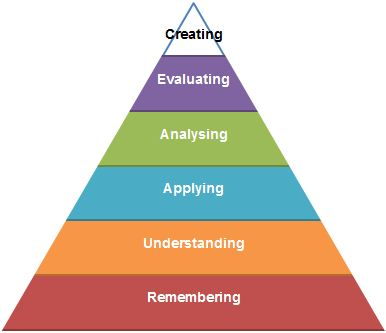 Creating
Evaluating
Analysing
Applying
Understanding
Remembering